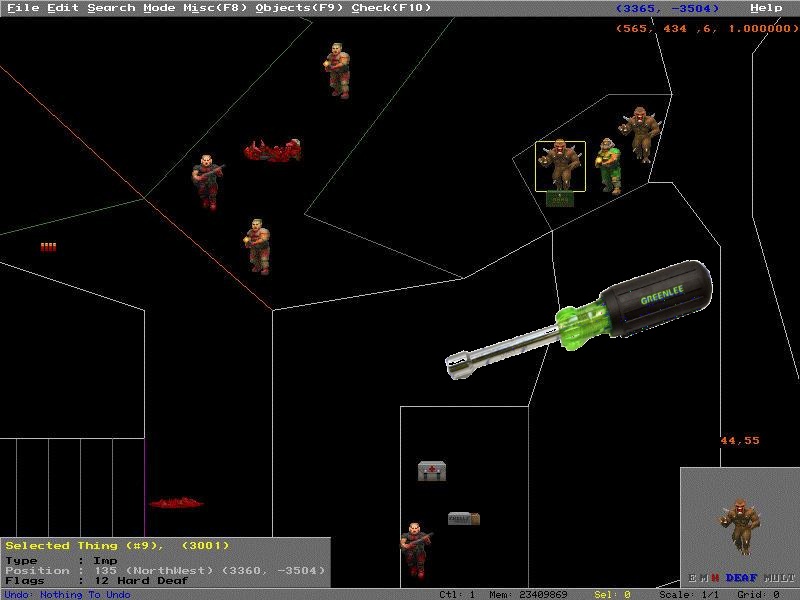 File Edit Search Mode Misc(F8) Objects(F9) Check(F10) (3365, -3504) Help
(565, 434 ,6, 1.000000)
GREENLEE
44,55
Selected Thing (#9), (3001)
Type : Imp
Position : 135 (NorthWest) (3360, -3504)
Flags : 12 Hard Deaf
E M H DEAF MULT
Undo: Nothing To Undo Ctl: 1 Mem: 23409869 Sel: 0 Scale: 1/1 Grid: 0